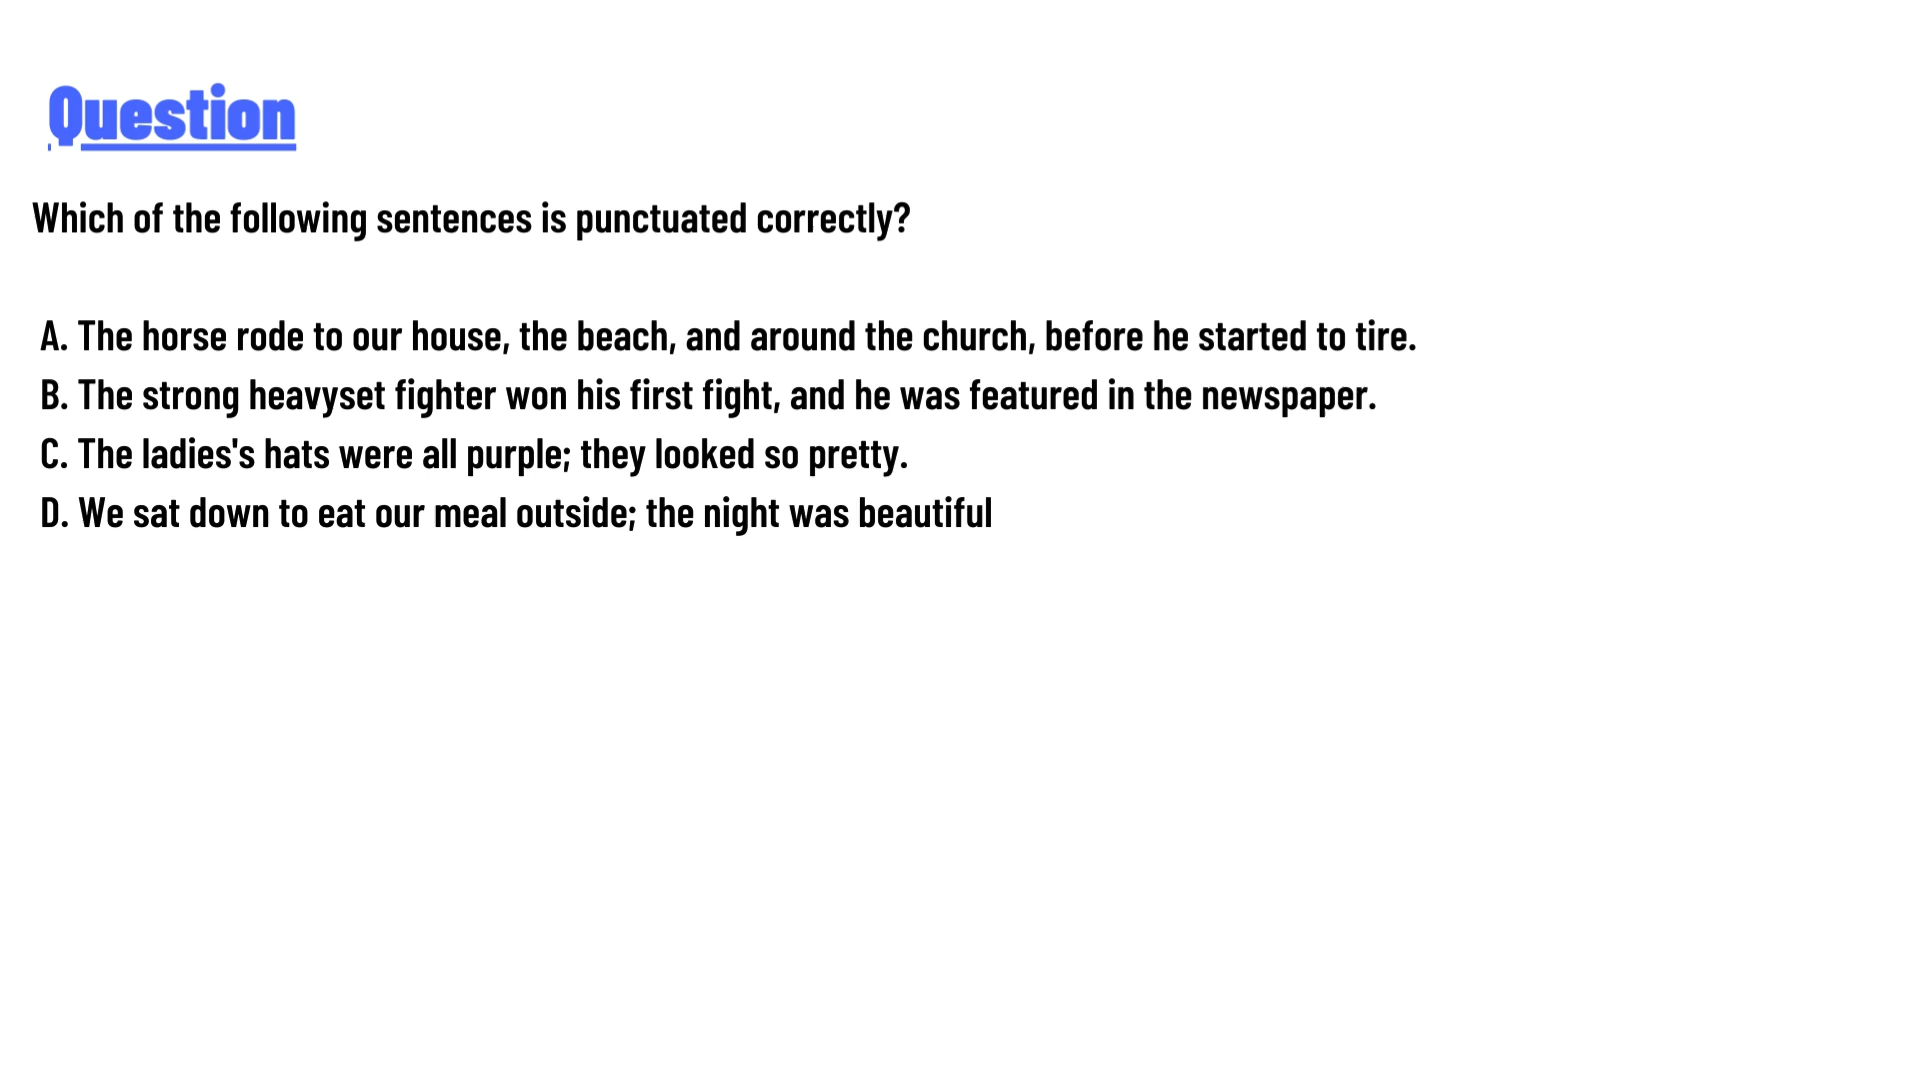 Question
Which of the following sentences is punctuated correctly?
A. The horse rode to our house, the beach, and around the church, before he started to tire.
B. The strong heavyset fighter won his first fight, and he was featured in the newspaper.
C. The ladies's hats were all purple; they looked so pretty.
D. We sat down to eat our meal outside; the night was beautiful